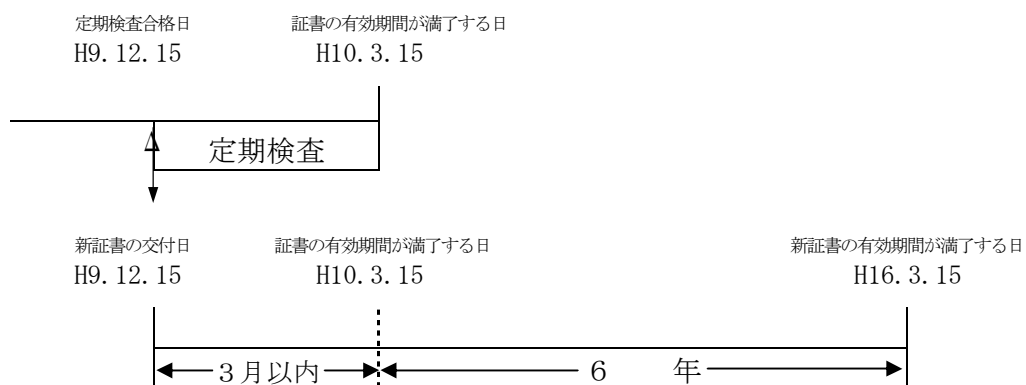 定期検査合格日 証書の有効期間が満了する日
H9.12.15 H10.3.15
定期検査
新証書の交付日 証書の有効期間が満了する日 新証書の有効期間が満了する日
H9.12.15 H10.3.15 H16.3.15
3月以内 6 年